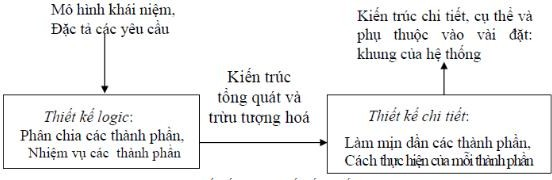 Mô hình khái niệm,
Đặc tả các yêu cầu
Kiến trúc chi tiết, cụ thể và
phụ thuộc vào vài đặt:
khung của hệ thống
Kiến trúc
tổng quát và
trừu tượng hoá
Thiết kế logic:
Phân chia các thành phần,
Nhiệm vụ các thành phần
Thiết kế chi tiết:
Làm mịn dần các thành phần,
Cách thực hiện của mỗi thành phần